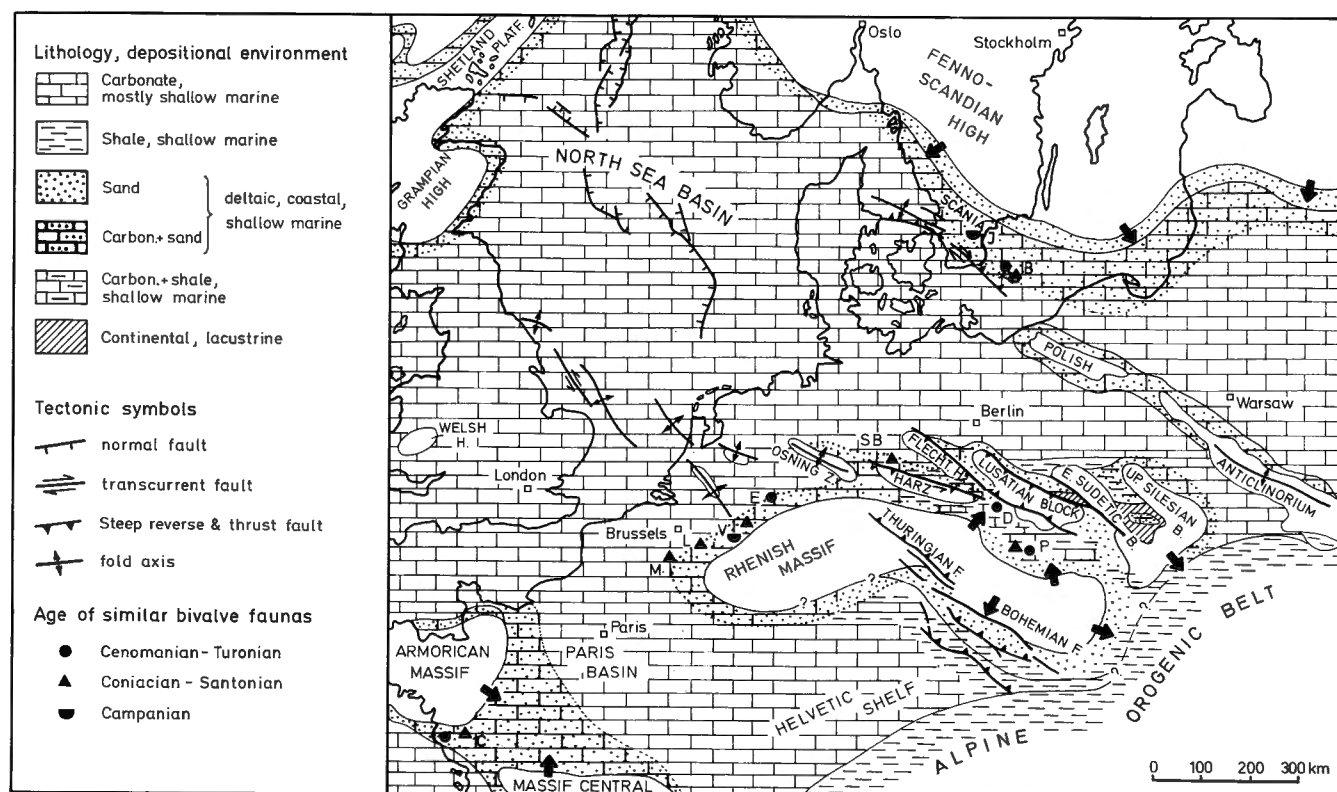 Lithology, depositional environment
Carbonate,
mostly shallow marine
Shale, shallow marine
Sand
Carbon.+ sand
deltaic, coastal,
shallow marine
Carbon.+ shale,
shallow marine
Continental, lacustrine
Tectonic symbols
normal fault
transcurrent fault
Steep reverse & thrust fault
fold axis
Age of similar bivalve faunas
Cenomanian - Turonian
Coniacian - Santonian
Campanian
SHETLAND
PLATF.
Oslo
Stockholm
FENNO-
SCANDIAN
HIGH
GRAMPIAN
HIGH
NORTH SEA BASIN
SCANIA
J
B
POLISH
ANTICLINORIUM
Warsaw
Berlin
WELSH
H. I.
London
SB
OSNING Z.
FLECHT. H.
HARZ
LUSATIAN BLOCK
E. SUDETIC H.
B
UP. SILESIAN
B.
E
Brussels
L
V
M.
D
P
RHENISH
MASSIF
THURINGIAN F.
BOHEMIAN F.
?
?
?
?
Paris
PARIS
BASIN
ARMORICAN
MASSIF
C
MASSIF CENTRAL
HELVETIC SHELF
ALPINE OROGENIC BELT
0 100 200 300 km